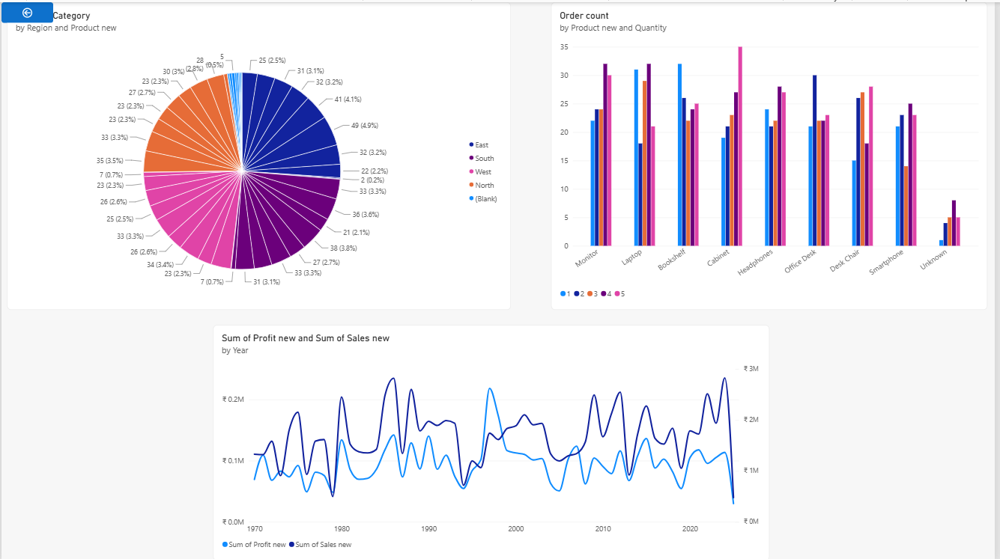 Category
by Region and Product new
5
28
(0.5%)
(2.8%)
30 (3%)
23 (2.3%)
27 (2.7%)
23 (2.3%)
23 (2.3%)
33 (3.3%)
35 (3.5%)
7 (0.7%)
23 (2.3%)
26 (2.6%)
25 (2.5%)
33 (3.3%)
26 (2.6%)
34 (3.4%)
23 (2.3%)
7 (0.7%)
25 (2.5%)
31 (3.1%)
32 (3.2%)
41 (4.1%)
49 (4.9%)
32 (3.2%)
22 (2.2%)
2 (0.2%)
33 (3.3%)
36 (3.6%)
21 (2.1%)
38 (3.8%)
27 (2.7%)
33 (3.3%)
31 (3.1%)
East
South
West
North
(Blank)
Order count
by Product new and Quantity
35
30
25
20
15
10
5
0
Monitor
Laptop
Bookshelf
Cabinet
Headphones
Office Desk
Desk Chair
Smartphone
Unknown
1 2 3 4 5
Sum of Profit new and Sum of Sales new
by Year
₹ 0.2M
₹ 0.1M
₹ 0.0M
₹ 3M
₹ 2M
₹ 1M
₹ 0M
1970 1980 1990 2000 2010 2020
Sum of Profit new Sum of Sales new